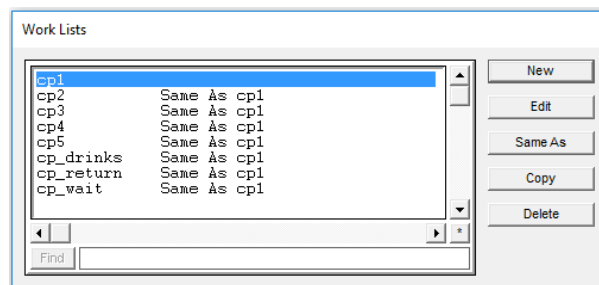 Work Lists
cp1
cp2 Same As cp1
cp3 Same As cp1
cp4 Same As cp1
cp5 Same As cp1
cp_drinks Same As cp1
cp_return Same As cp1
cp_wait Same As cp1
New
Edit
Same As
Copy
Delete
*
Find